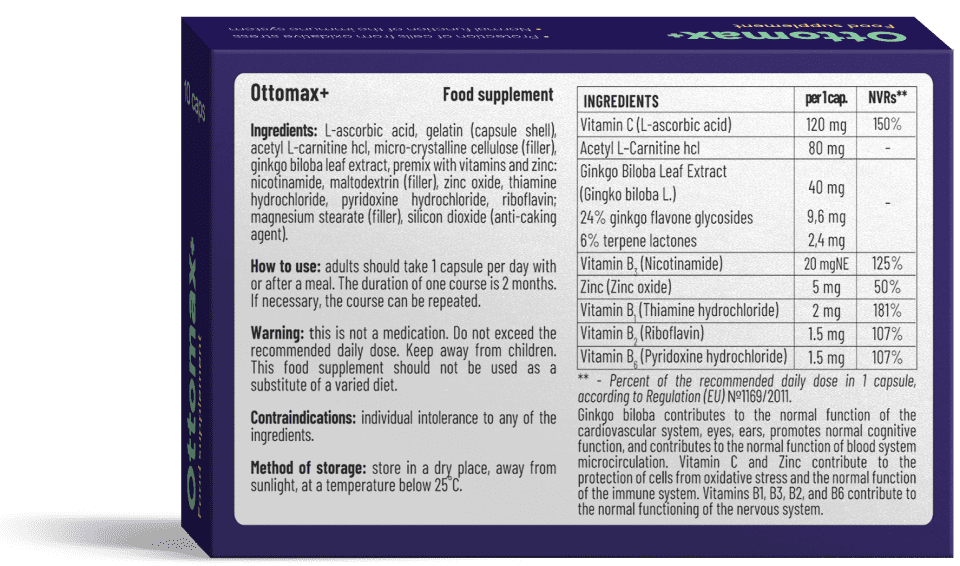 • Protection of cells from oxidative stress
• Normal function of the immune system
Ottomax+
Food supplement
10 caps
Ottomax+
Food supplement
Ottomax+ Food supplement
Ingredients: L-ascorbic acid, gelatin (capsule shell),
acetyl L-carnitine hcl, micro-crystalline cellulose (filler),
ginkgo biloba leaf extract, premix with vitamins and zinc:
nicotinamide, maltodextrin (filler), zinc oxide, thiamine
hydrochloride, pyridoxine hydrochloride, riboflavin;
magnesium stearate (filler), silicon dioxide (anti-caking
agent).
How to use: adults should take 1 capsule per day with
or after a meal. The duration of one course is 2 months.
If necessary, the course can be repeated.
Warning: this is not a medication. Do not exceed the
recommended daily dose. Keep away from children.
This food supplement should not be used as a
substitute of a varied diet.
Contraindications: individual intolerance to any of the
ingredients.
Method of storage: store in a dry place, away from
sunlight, at a temperature below 25°C.
INGREDIENTS per 1 cap. NVRs**
Vitamin C (L-ascorbic acid) 120 mg 150%
Acetyl L-Carnitine hcl 80 mg -
Ginkgo Biloba Leaf Extract
(Gingko biloba L.) 40 mg -
24% ginkgo flavone glycosides 9,6 mg
6% terpene lactones 2,4 mg
Vitamin B₃ (Nicotinamide) 20 mgNE 125%
Zinc (Zinc oxide) 5 mg 50%
Vitamin B₁ (Thiamine hydrochloride) 2 mg 181%
Vitamin B₂ (Riboflavin) 1.5 mg 107%
Vitamin B₆ (Pyridoxine hydrochloride) 1.5 mg 107%
** - Percent of the recommended daily dose in 1 capsule,
according to Regulation (EU) №1169/2011.
Ginkgo biloba contributes to the normal function of the
cardiovascular system, eyes, ears, promotes normal cognitive
function, and contributes to the normal function of blood system
microcirculation. Vitamin C and Zinc contribute to the
protection of cells from oxidative stress and the normal function
of the immune system. Vitamins B1, B3, B2, and B6 contribute to
the normal functioning of the nervous system.